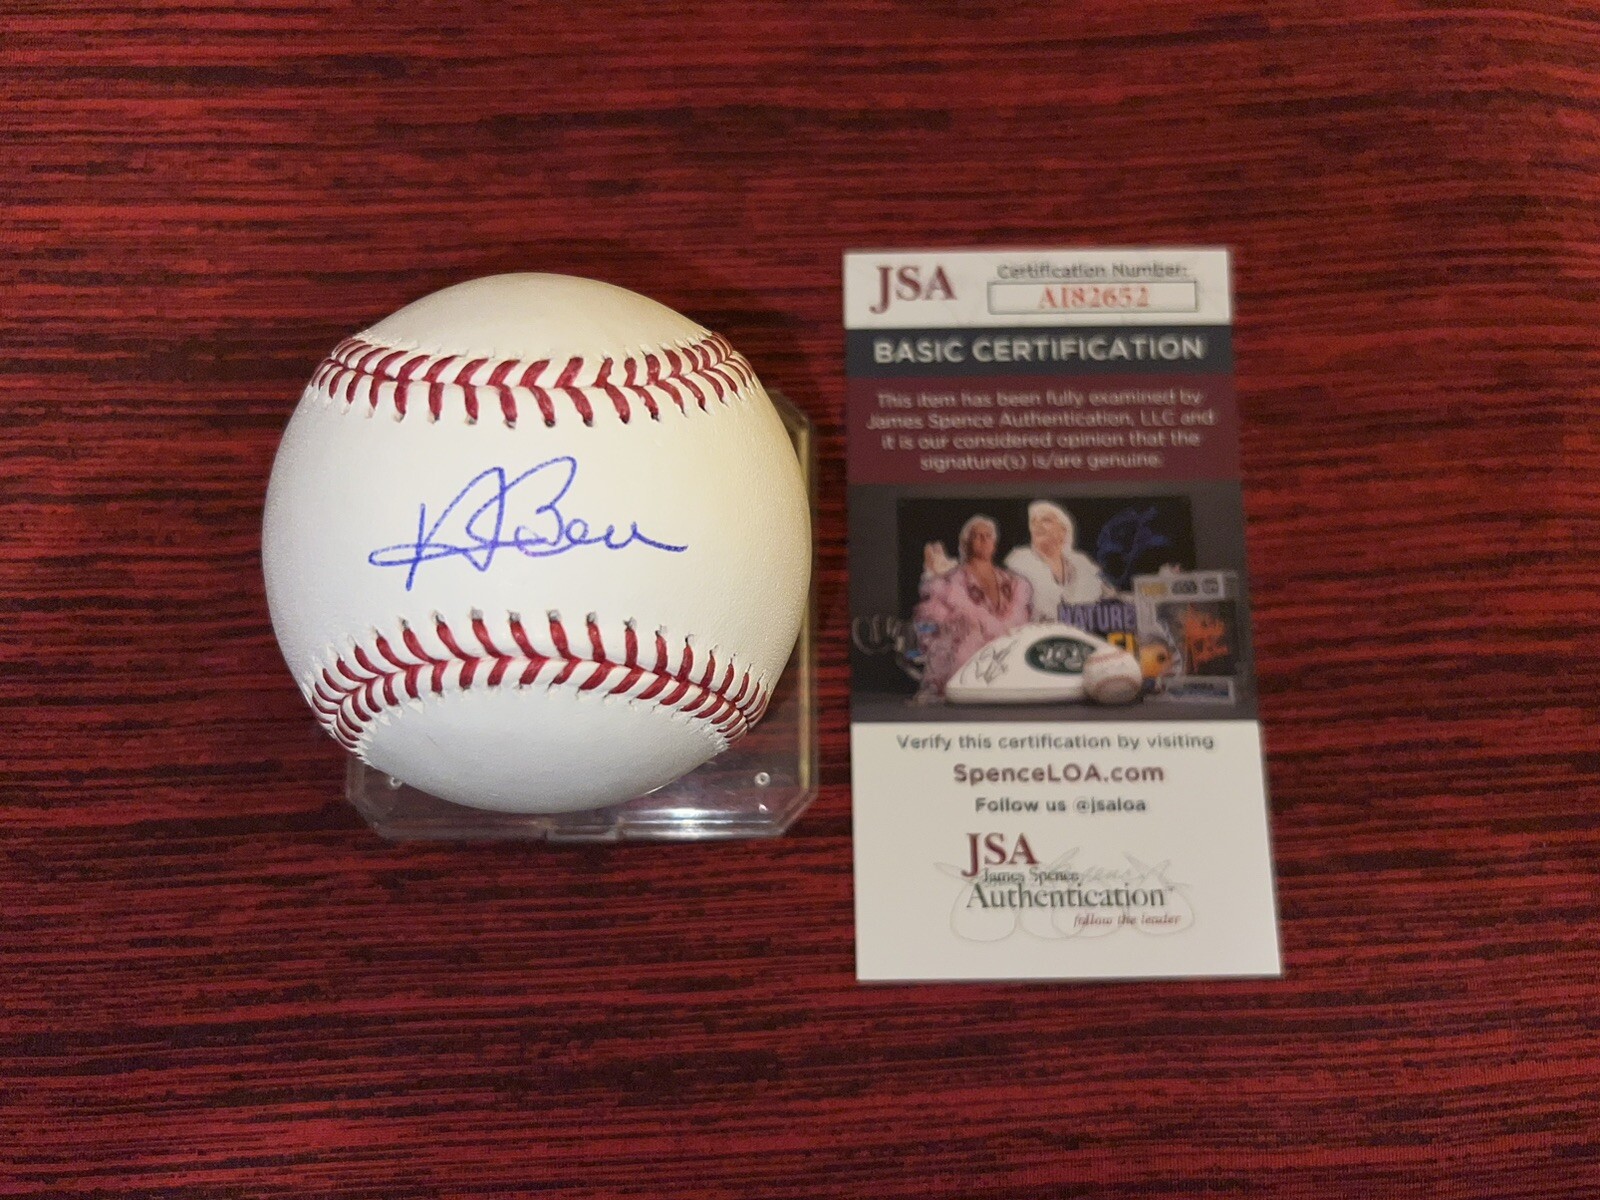 JSA
Certification Number:
AI82652
BASIC CERTIFICATION
This item has been fully examined by
James Spence Authentication, LLC and
it is our considered opinion that the
signature(s) is/are genuine.
NATURE
Verify this certification by visiting
SpenceLOA.com
Follow us @jsaloa
JSA
James Spence
Authentication
follow the leader